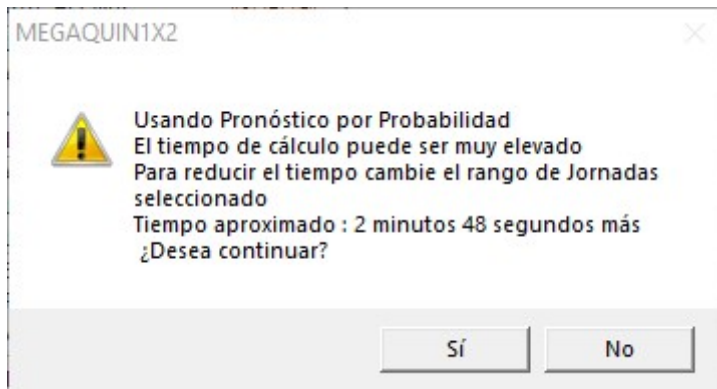 MEGAQUIN1X2
Usando Pronóstico por Probabilidad
El tiempo de cálculo puede ser muy elevado
Para reducir el tiempo cambie el rango de Jornadas
seleccionado
Tiempo aproximado : 2 minutos 48 segundos más
¿Desea continuar?
Sí
No